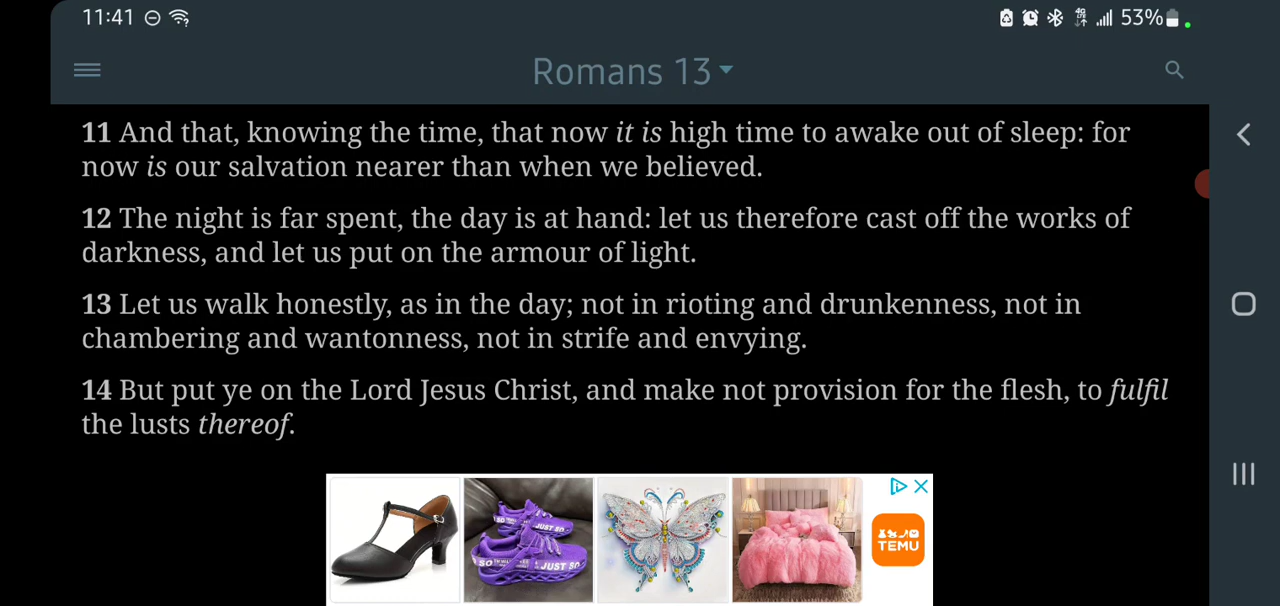 11:41 53%
Romans 13
11 And that, knowing the time, that now it is high time to awake out of sleep: for
now is our salvation nearer than when we believed.
12 The night is far spent, the day is at hand: let us therefore cast off the works of
darkness, and let us put on the armour of light.
13 Let us walk honestly, as in the day; not in rioting and drunkenness, not in
chambering and wantonness, not in strife and envying.
14 But put ye on the Lord Jesus Christ, and make not provision for the flesh, to fulfil
the lusts thereof.
JUST SO
SO JUST SO
TEMU